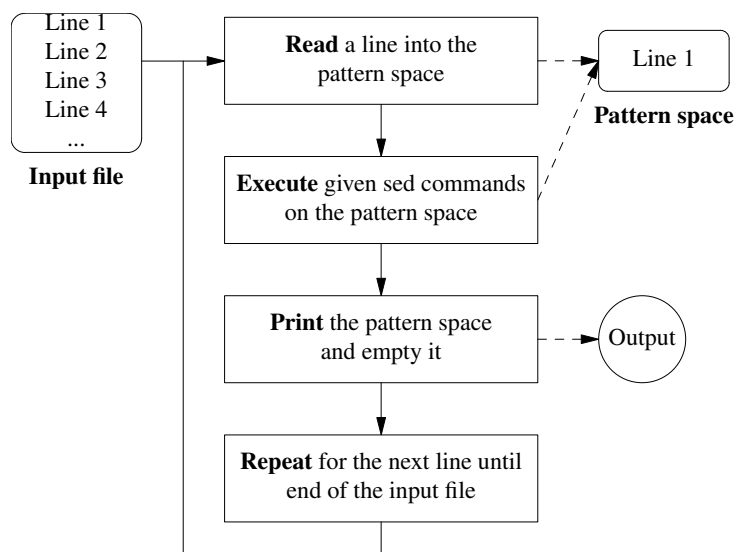 Line 1
Line 2
Line 3
Line 4
...
Input file
Read a line into the
pattern space
Line 1
Pattern space
Execute given sed commands
on the pattern space
Print the pattern space
and empty it
Output
Repeat for the next line until
end of the input file